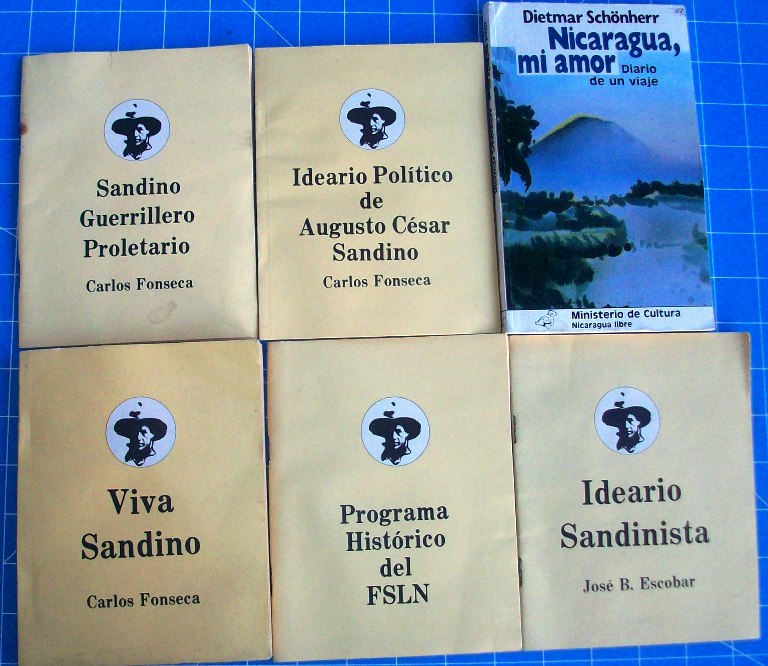 Sandino
Guerrillero
Proletario
Carlos Fonseca
Ideario Político
de
Augusto César
Sandino
Carlos Fonseca
Dietmar Schönherr
Nicaragua,
mi amor Diario
de un viaje
Ministerio de Cultura
Nicaragua libre
Viva
Sandino
Carlos Fonseca
Programa
Histórico
del
FSLN
Ideario
Sandinista
José B. Escobar